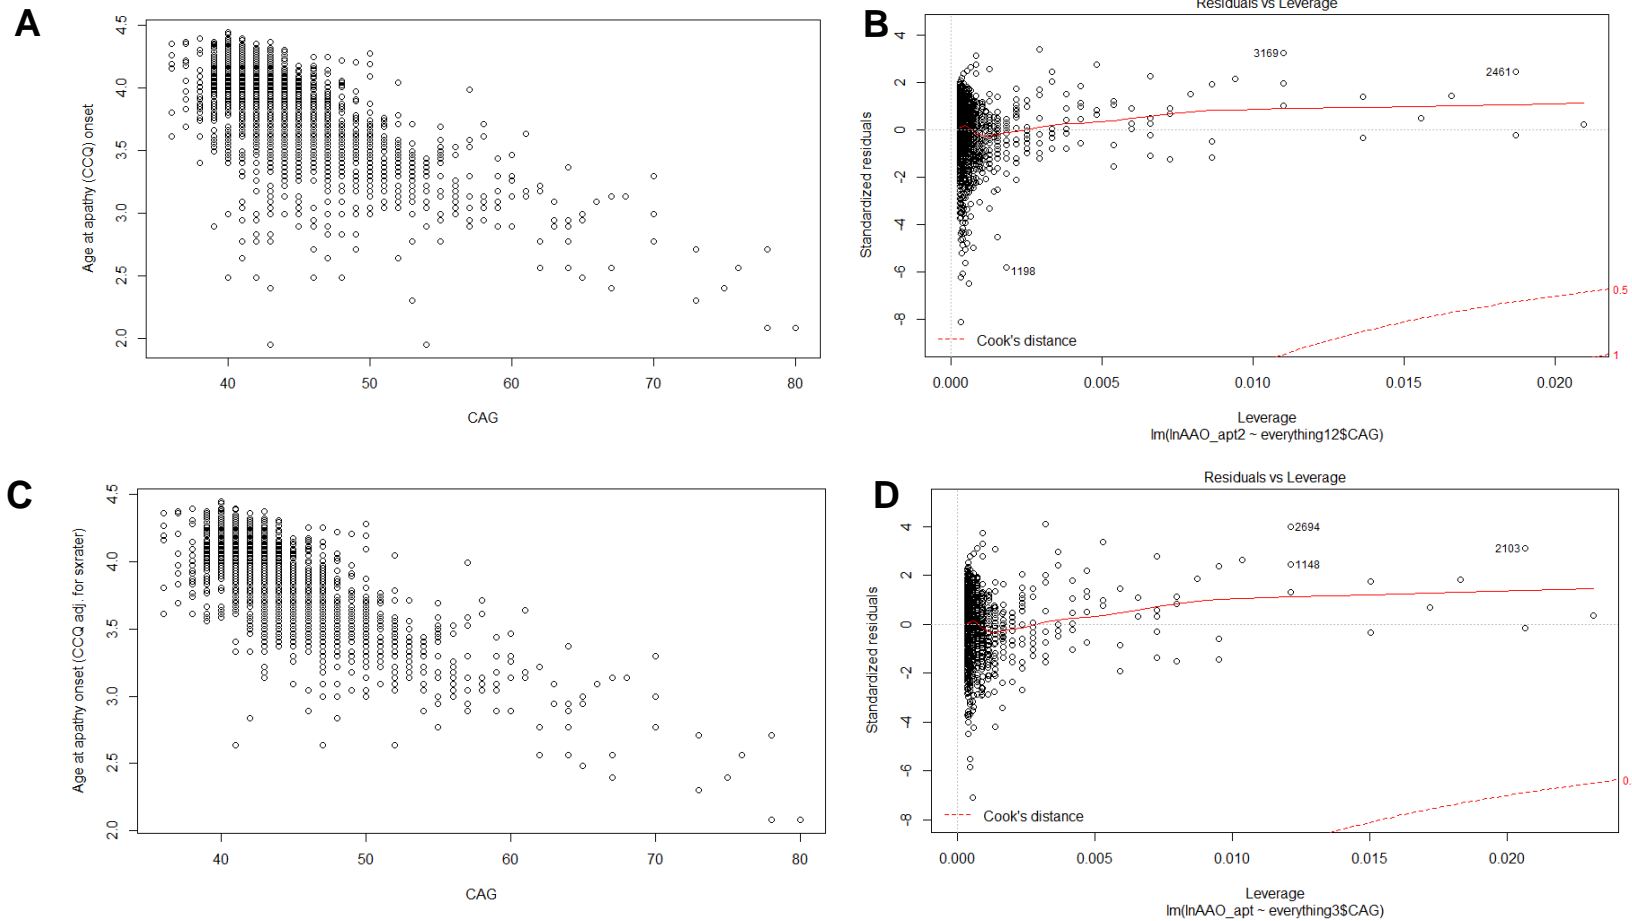 A
4.5
4.0
3.5
3.0
2.5
2.0
Age at apathy (CCQ) onset
40 50 60 70 80
CAG
B
Residuals vs Leverage
4
2
0
-2
-4
-6
-8
Standardized residuals
3169
2461
1198
0.5
1
Cook's distance
0.000 0.005 0.010 0.015 0.020
Leverage
lm(lnAAO_apt2 ~ everything12$CAG)
C
4.5
4.0
3.5
3.0
2.5
2.0
Age at apathy onset (CCQ adj. for sxrater)
40 50 60 70 80
CAG
D
Residuals vs Leverage
4
2
0
-2
-4
-6
-8
Standardized residuals
2694
2103
1148
0.
Cook's distance
0.000 0.005 0.010 0.015 0.020
Leverage
lm(lnAAO_apt ~ everything3$CAG)